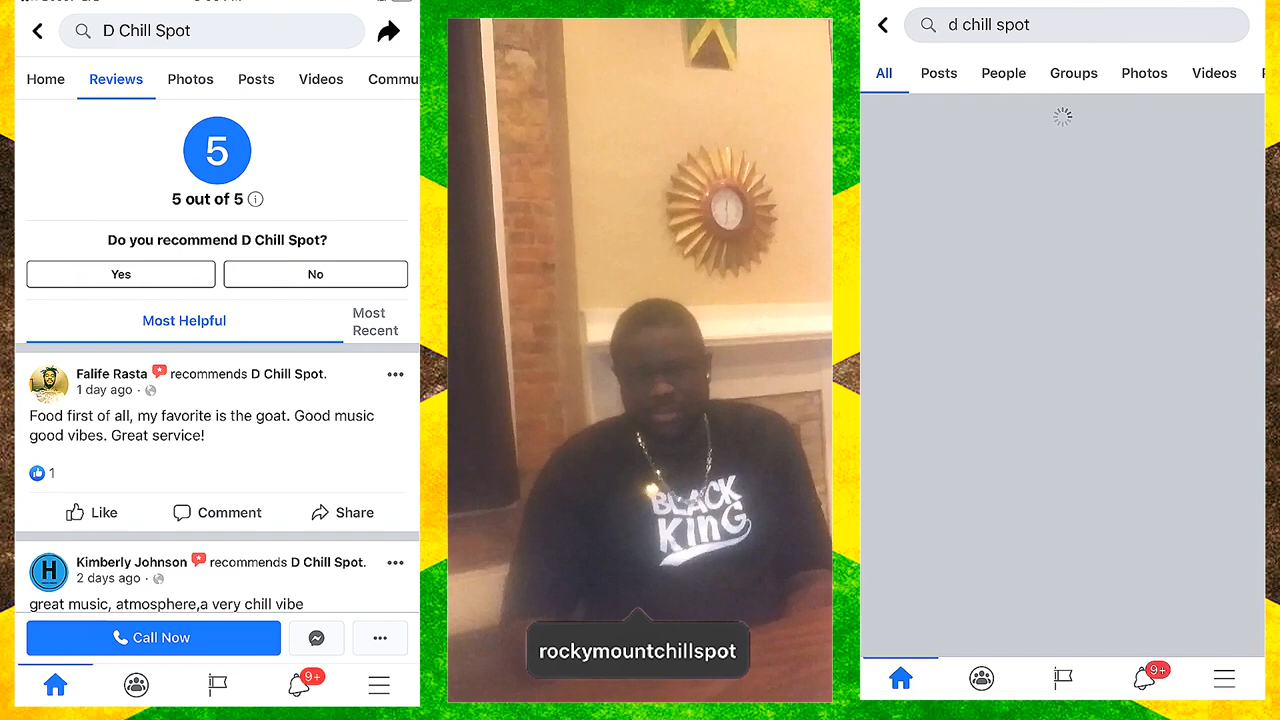 D Chill Spot
Home Reviews Photos Posts Videos Commu
5
5 out of 5
Do you recommend D Chill Spot?
Yes No
Most Helpful
Most
Recent
Falife Rasta recommends D Chill Spot.
1 day ago ·
Food first of all, my favorite is the goat. Good music
good vibes. Great service!
1
Like Comment Share
H
Kimberly Johnson recommends D Chill Spot.
2 days ago ·
great music, atmosphere,a very chill vibe
Call Now
9+
BLACK
KING
rockymountchillspot
d chill spot
All Posts People Groups Photos Videos
9+